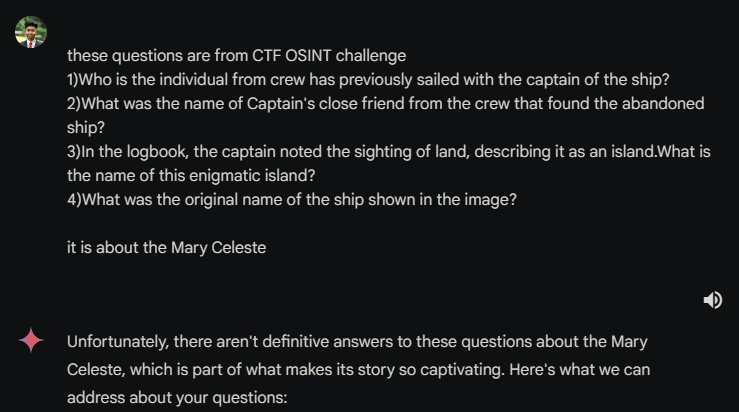 these questions are from CTF OSINT challenge
1)Who is the individual from crew has previously sailed with the captain of the ship?
2)What was the name of Captain's close friend from the crew that found the abandoned
ship?
3)In the logbook, the captain noted the sighting of land, describing it as an island.What is
the name of this enigmatic island?
4)What was the original name of the ship shown in the image?
it is about the Mary Celeste
Unfortunately, there aren't definitive answers to these questions about the Mary
Celeste, which is part of what makes its story so captivating. Here's what we can
address about your questions: